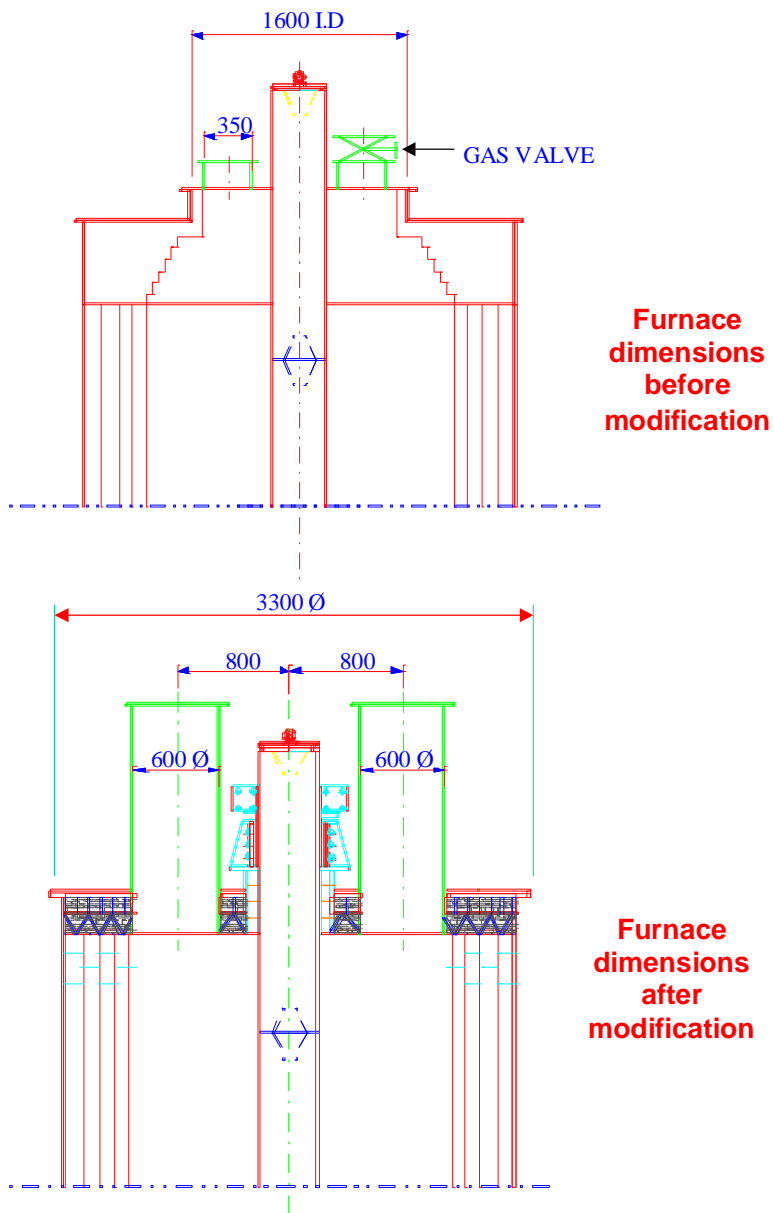 1600 I.D
350
GAS VALVE
Furnace
dimensions
before
modification
3300 Ø
800
800
600 Ø
600 Ø
Furnace
dimensions
after
modification